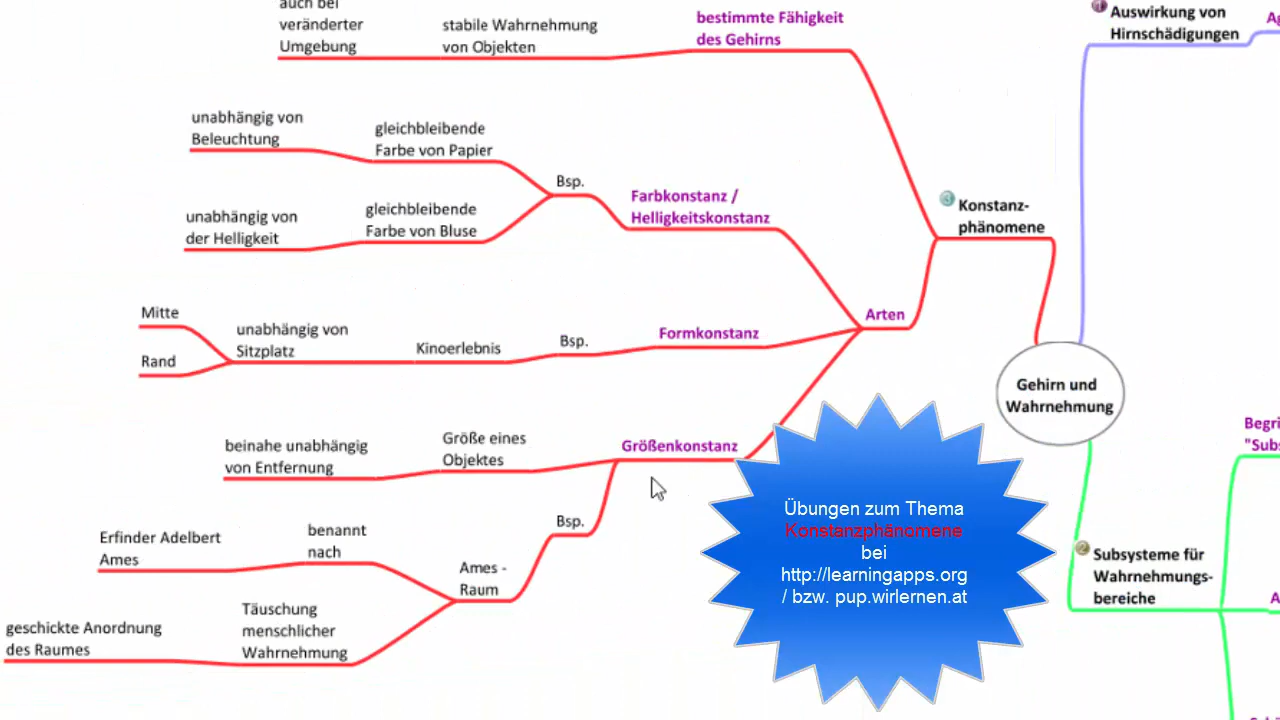 auch bei
veränderter
Umgebung
stabile Wahrnehmung
von Objekten
bestimmte Fähigkeit
des Gehirns
unabhängig von
Beleuchtung
gleichbleibende
Farbe von Papier
unabhängig von
der Helligkeit
gleichbleibende
Farbe von Bluse
Bsp.
Farbkonstanz /
Helligkeitskonstanz
Mitte
Rand
unabhängig von
Sitzplatz
Kinoerlebnis
Bsp.
Formkonstanz
Arten
3
Konstanz-
phänomene
beinahe unabhängig
von Entfernung
Größe eines
Objektes
Größenkonstanz
Erfinder Adelbert
Ames
benannt
nach
geschickte Anordnung
des Raumes
Täuschung
menschlicher
Wahrnehmung
Ames -
Raum
Bsp.
Übungen zum Thema
Konstanzphänomene
bei
http://learningapps.org
/ bzw. pup.wirlernen.at
Gehirn und
Wahrnehmung
1
Auswirkung von
Hirnschädigungen
2
Subsysteme für
Wahrnehmungs-
bereiche